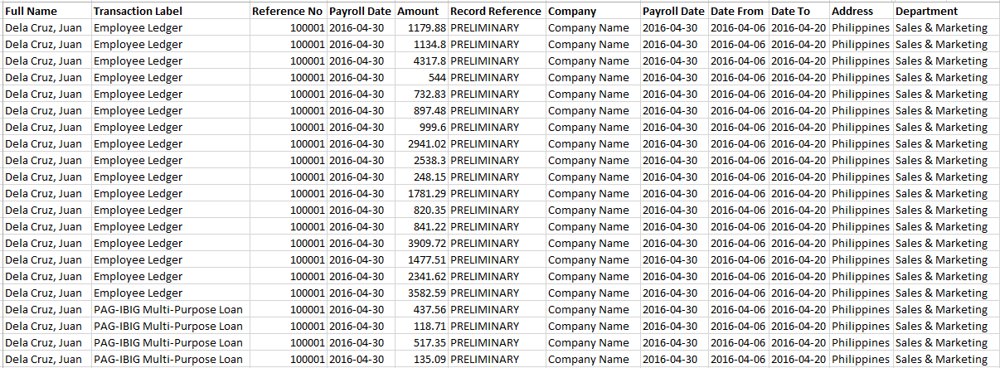 Full Name Transaction Label Reference No Payroll Date Amount Record Reference Company Payroll Date Date From Date To Address Department
Dela Cruz, Juan Employee Ledger 100001 2016-04-30 1179.88 PRELIMINARY Company Name 2016-04-30 2016-04-06 2016-04-20 Philippines Sales & Marketing
Dela Cruz, Juan Employee Ledger 100001 2016-04-30 1134.8 PRELIMINARY Company Name 2016-04-30 2016-04-06 2016-04-20 Philippines Sales & Marketing
Dela Cruz, Juan Employee Ledger 100001 2016-04-30 4317.8 PRELIMINARY Company Name 2016-04-30 2016-04-06 2016-04-20 Philippines Sales & Marketing
Dela Cruz, Juan Employee Ledger 100001 2016-04-30 544 PRELIMINARY Company Name 2016-04-30 2016-04-06 2016-04-20 Philippines Sales & Marketing
Dela Cruz, Juan Employee Ledger 100001 2016-04-30 732.83 PRELIMINARY Company Name 2016-04-30 2016-04-06 2016-04-20 Philippines Sales & Marketing
Dela Cruz, Juan Employee Ledger 100001 2016-04-30 897.48 PRELIMINARY Company Name 2016-04-30 2016-04-06 2016-04-20 Philippines Sales & Marketing
Dela Cruz, Juan Employee Ledger 100001 2016-04-30 999.6 PRELIMINARY Company Name 2016-04-30 2016-04-06 2016-04-20 Philippines Sales & Marketing
Dela Cruz, Juan Employee Ledger 100001 2016-04-30 2941.02 PRELIMINARY Company Name 2016-04-30 2016-04-06 2016-04-20 Philippines Sales & Marketing
Dela Cruz, Juan Employee Ledger 100001 2016-04-30 2538.3 PRELIMINARY Company Name 2016-04-30 2016-04-06 2016-04-20 Philippines Sales & Marketing
Dela Cruz, Juan Employee Ledger 100001 2016-04-30 248.15 PRELIMINARY Company Name 2016-04-30 2016-04-06 2016-04-20 Philippines Sales & Marketing
Dela Cruz, Juan Employee Ledger 100001 2016-04-30 1781.29 PRELIMINARY Company Name 2016-04-30 2016-04-06 2016-04-20 Philippines Sales & Marketing
Dela Cruz, Juan Employee Ledger 100001 2016-04-30 820.35 PRELIMINARY Company Name 2016-04-30 2016-04-06 2016-04-20 Philippines Sales & Marketing
Dela Cruz, Juan Employee Ledger 100001 2016-04-30 841.22 PRELIMINARY Company Name 2016-04-30 2016-04-06 2016-04-20 Philippines Sales & Marketing
Dela Cruz, Juan Employee Ledger 100001 2016-04-30 3909.72 PRELIMINARY Company Name 2016-04-30 2016-04-06 2016-04-20 Philippines Sales & Marketing
Dela Cruz, Juan Employee Ledger 100001 2016-04-30 1477.51 PRELIMINARY Company Name 2016-04-30 2016-04-06 2016-04-20 Philippines Sales & Marketing
Dela Cruz, Juan Employee Ledger 100001 2016-04-30 2341.62 PRELIMINARY Company Name 2016-04-30 2016-04-06 2016-04-20 Philippines Sales & Marketing
Dela Cruz, Juan Employee Ledger 100001 2016-04-30 3582.59 PRELIMINARY Company Name 2016-04-30 2016-04-06 2016-04-20 Philippines Sales & Marketing
Dela Cruz, Juan PAG-IBIG Multi-Purpose Loan 100001 2016-04-30 437.56 PRELIMINARY Company Name 2016-04-30 2016-04-06 2016-04-20 Philippines Sales & Marketing
Dela Cruz, Juan PAG-IBIG Multi-Purpose Loan 100001 2016-04-30 118.71 PRELIMINARY Company Name 2016-04-30 2016-04-06 2016-04-20 Philippines Sales & Marketing
Dela Cruz, Juan PAG-IBIG Multi-Purpose Loan 100001 2016-04-30 517.35 PRELIMINARY Company Name 2016-04-30 2016-04-06 2016-04-20 Philippines Sales & Marketing
Dela Cruz, Juan PAG-IBIG Multi-Purpose Loan 100001 2016-04-30 135.09 PRELIMINARY Company Name 2016-04-30 2016-04-06 2016-04-20 Philippines Sales & Marketing